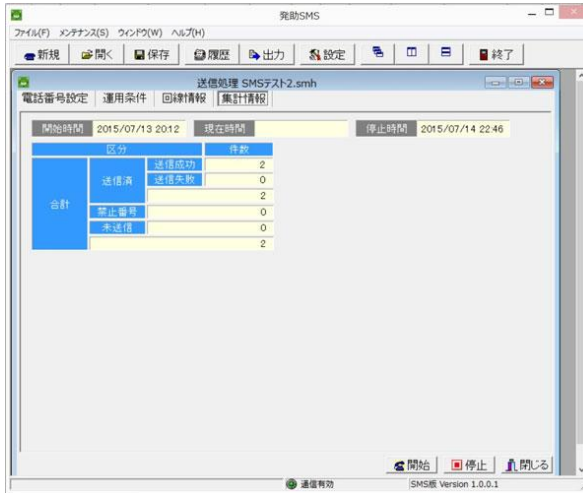 発助SMS
ファイル(F) メンテナンス(S) ウィンドウ(W) ヘルプ(H)
新規 開く 保存 履歴 出力 設定 終了
送信処理 SMSテスト2.smh
電話番号設定 運用条件 回線情報 集計情報
開始時間 2015/07/13 20:12 現在時間 停止時間 2015/07/14 22:46
区分 件数
合計 送信済 送信成功 2
送信失敗 0
2
禁止番号 0
未送信 0
2
開始 停止 閉じる
通信有効 SMS版 Version 1.0.0.1